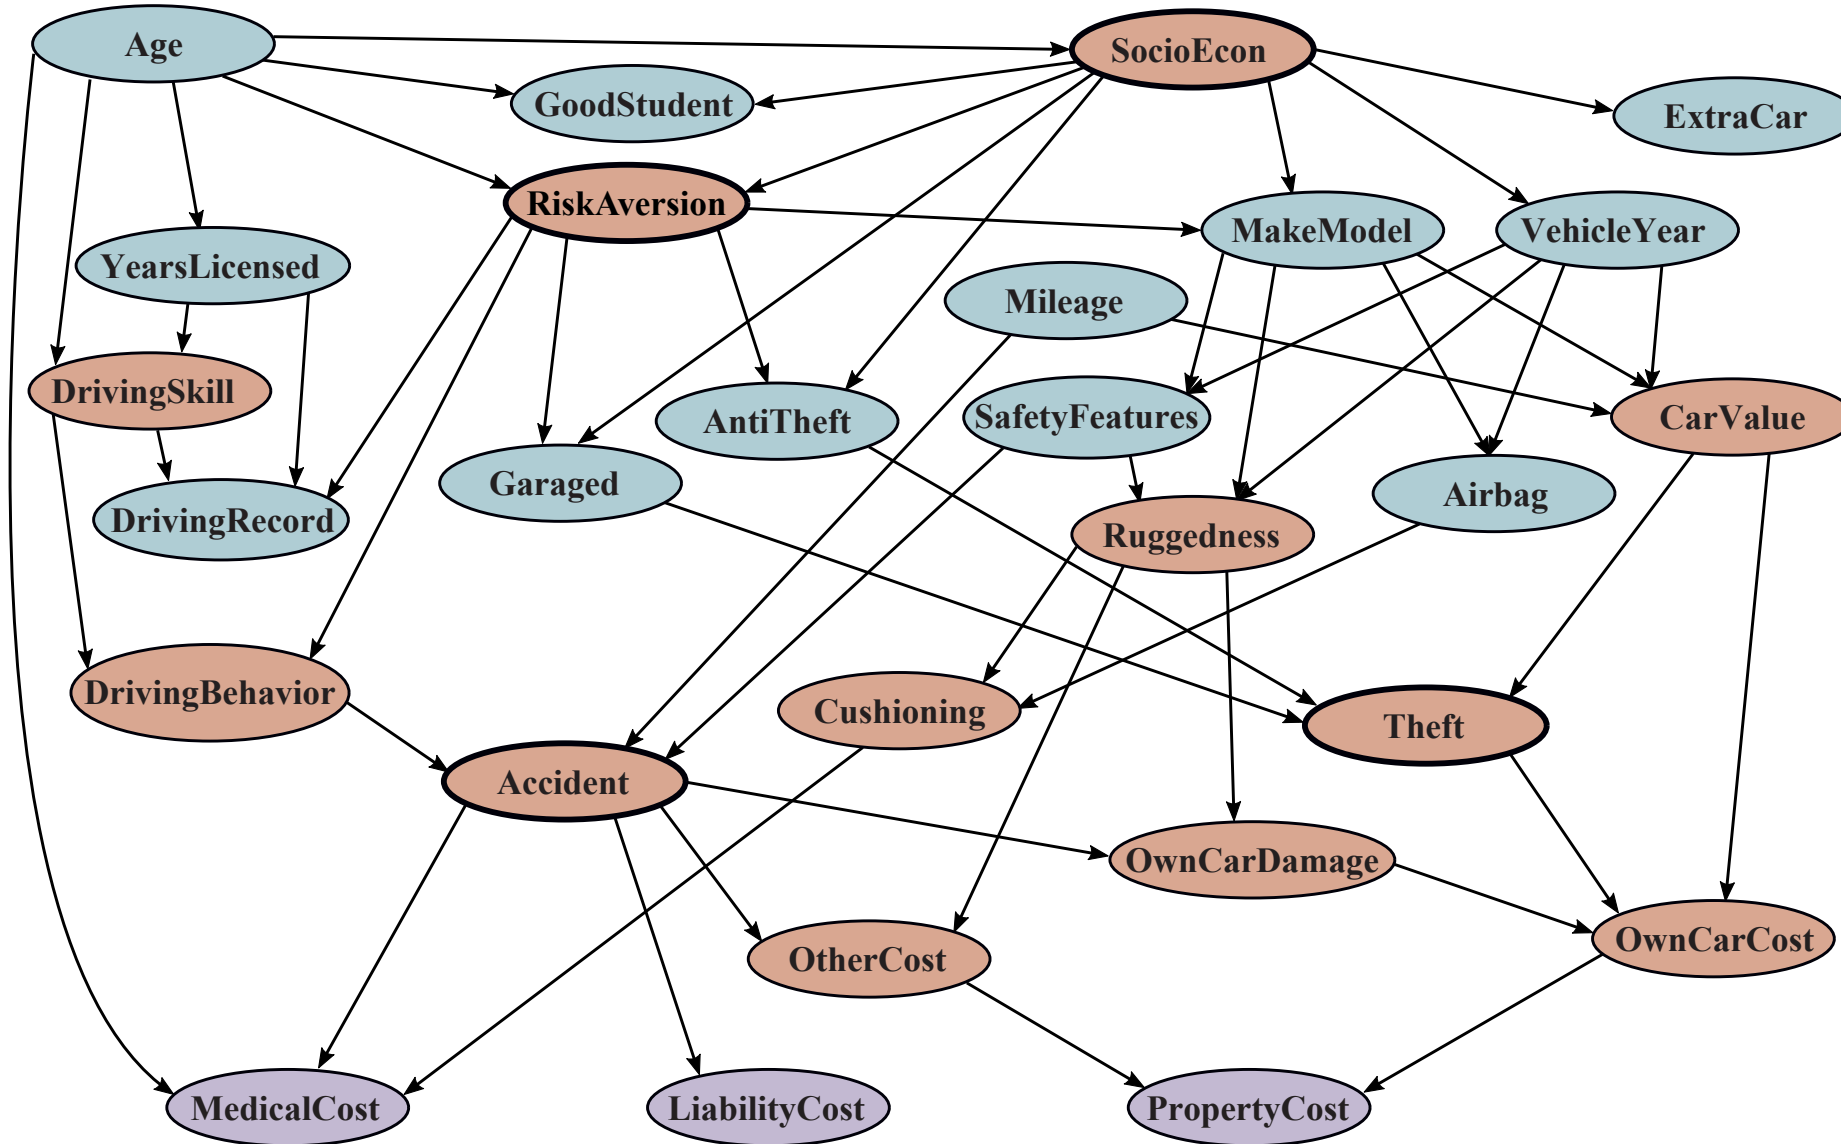 Age
SocioEcon
GoodStudent
ExtraCar
RiskAversion
MakeModel
VehicleYear
YearsLicensed
Mileage
DrivingSkill
AntiTheft
SafetyFeatures
CarValue
Garaged
Airbag
DrivingRecord
Ruggedness
DrivingBehavior
Cushioning
Theft
Accident
OwnCarDamage
OtherCost
OwnCarCost
MedicalCost
LiabilityCost
PropertyCost